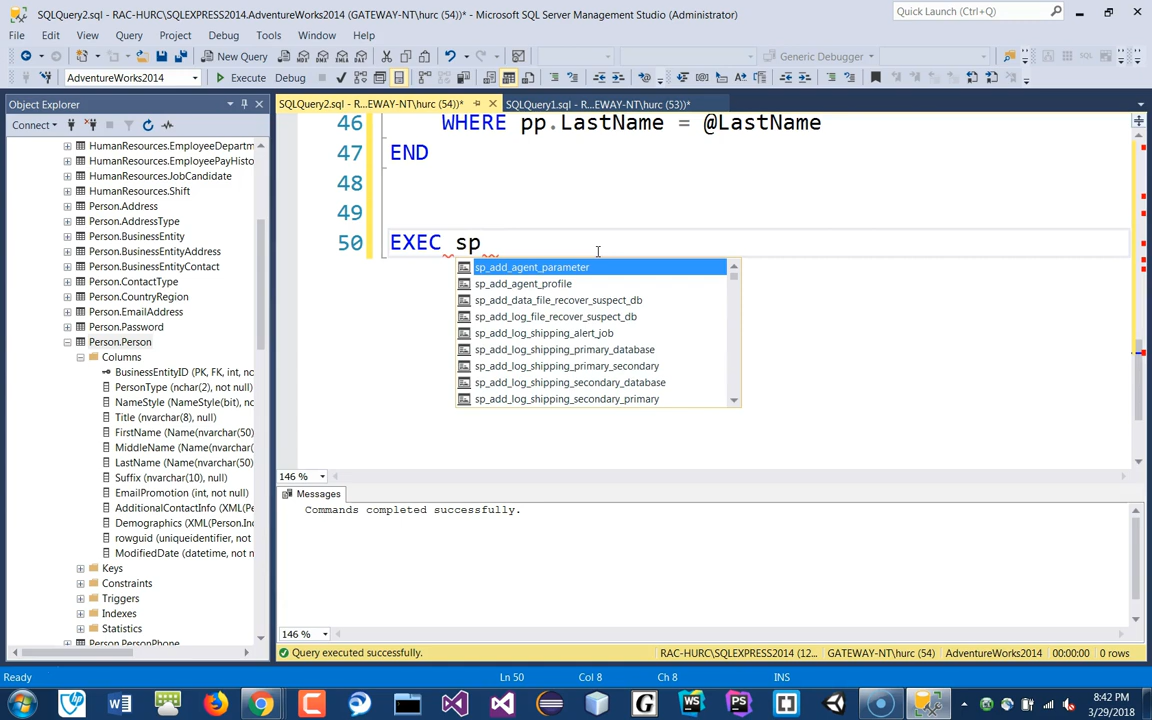 SQLQuery2.sql - RAC-HURC\SQLEXPRESS2014.AdventureWorks2014 (GATEWAY-NT\hurc (54))* - Microsoft SQL Server Management Studio (Administrator)
Quick Launch (Ctrl+Q)
File Edit View Query Project Debug Tools Window Help
New Query
Generic Debugger
AdventureWorks2014
Execute Debug
Object Explorer
SQLQuery2.sql - R...EWAY-NT\hurc (54))*
SQLQuery1.sql - R...EWAY-NT\hurc (53))*
Connect
HumanResources.EmployeeDepartm
HumanResources.EmployeePayHisto
HumanResources.JobCandidate
HumanResources.Shift
Person.Address
Person.AddressType
Person.BusinessEntity
Person.BusinessEntityAddress
Person.BusinessEntityContact
Person.ContactType
Person.CountryRegion
Person.EmailAddress
Person.Password
Person.Person
Columns
BusinessEntityID (PK, FK, int, nc
PersonType (nchar(2), not null)
NameStyle (NameStyle(bit), no
Title (nvarchar(8), null)
FirstName (Name(nvarchar(50)
MiddleName (Name(nvarchar(
LastName (Name(nvarchar(50)
Suffix (nvarchar(10), null)
EmailPromotion (int, not null)
AdditionalContactInfo (XML(Pe
Demographics (XML(Person.Inc
rowguid (uniqueidentifier, not
ModifiedDate (datetime, not n
Keys
Constraints
Triggers
Indexes
Statistics
Person.PersonPhone
46 WHERE pp.LastName = @LastName
47 END
48
49
50 EXEC sp
sp_add_agent_parameter
sp_add_agent_profile
sp_add_data_file_recover_suspect_db
sp_add_log_file_recover_suspect_db
sp_add_log_shipping_alert_job
sp_add_log_shipping_primary_database
sp_add_log_shipping_primary_secondary
sp_add_log_shipping_secondary_database
sp_add_log_shipping_secondary_primary
146 %
Messages
Commands completed successfully.
146 %
Query executed successfully.
RAC-HURC\SQLEXPRESS2014 (12... GATEWAY-NT\hurc (54) AdventureWorks2014 00:00:00 0 rows
Ready
Ln 50 Col 8 Ch 8 INS
8:42 PM
3/29/2018